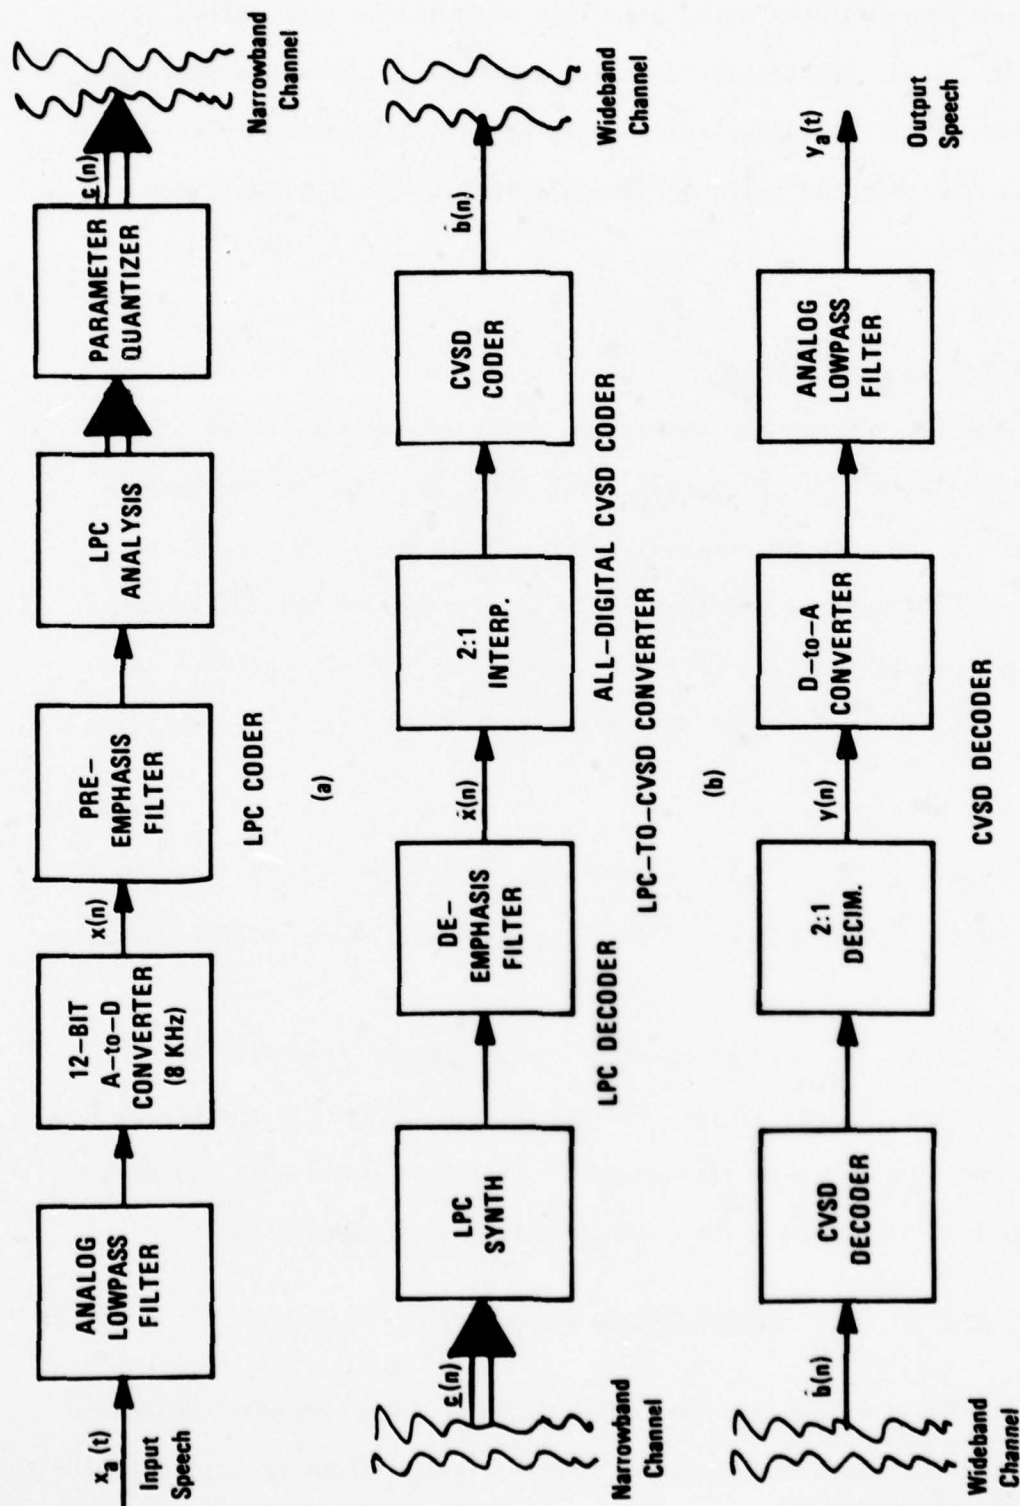 x_a(t)
Input
Speech
ANALOG
LOWPASS
FILTER
12-BIT
A-to-D
CONVERTER
(8 KHz)
x(n)
PRE-
EMPHASIS
FILTER
LPC
ANALYSIS
PARAMETER
QUANTIZER
c(n)
Narrowband
Channel
LPC CODER
(a)
Narrowband
Channel
c(n)
LPC
SYNTH
DE-
EMPHASIS
FILTER
x̂(n)
2:1
INTERP.
CVSD
CODER
b(n)
Wideband
Channel
LPC DECODER
ALL-DIGITAL CVSD CODER
LPC-TO-CVSD CONVERTER
(b)
Wideband
Channel
b(n)
CVSD
DECODER
2:1
DECIM.
y(n)
D-to-A
CONVERTER
ANALOG
LOWPASS
FILTER
y_a(t)
Output
Speech
CVSD DECODER